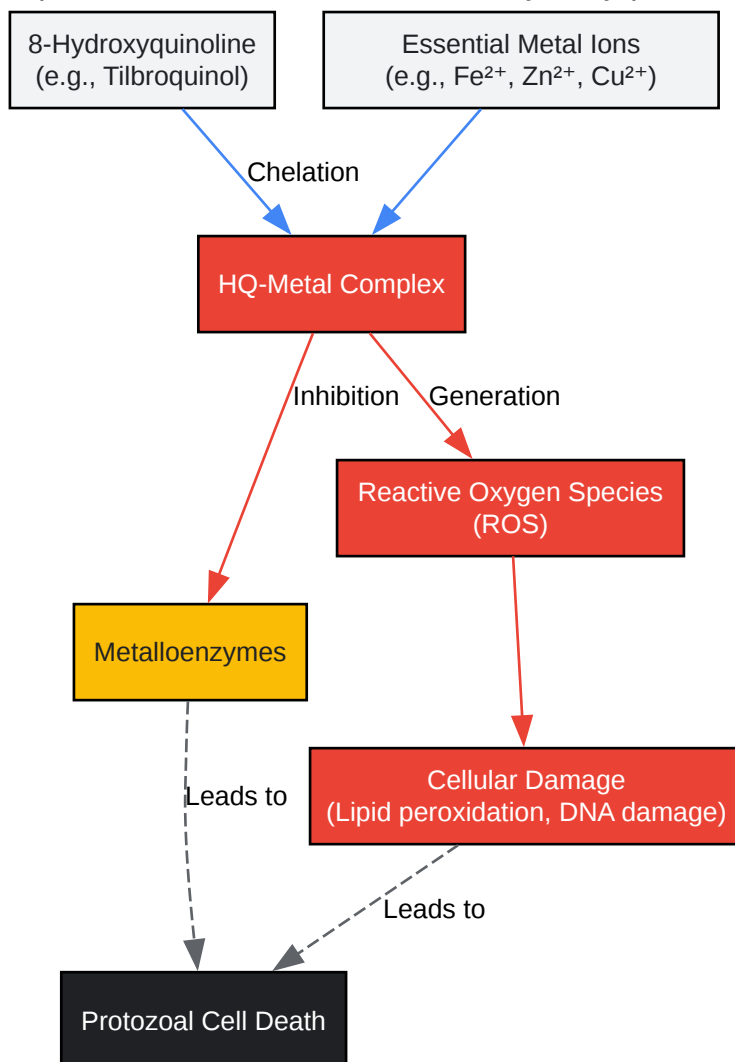 8-Hydroxyquinoline
(e.g., Tilbroquinol)
Essential Metal Ions
(e.g., Fe²⁺, Zn²⁺, Cu²⁺)
Chelation
HQ-Metal Complex
Inhibition
Generation
Reactive Oxygen Species
(ROS)
Metalloenzymes
Cellular Damage
(Lipid peroxidation, DNA damage)
Leads to
Leads to
Protozoal Cell Death